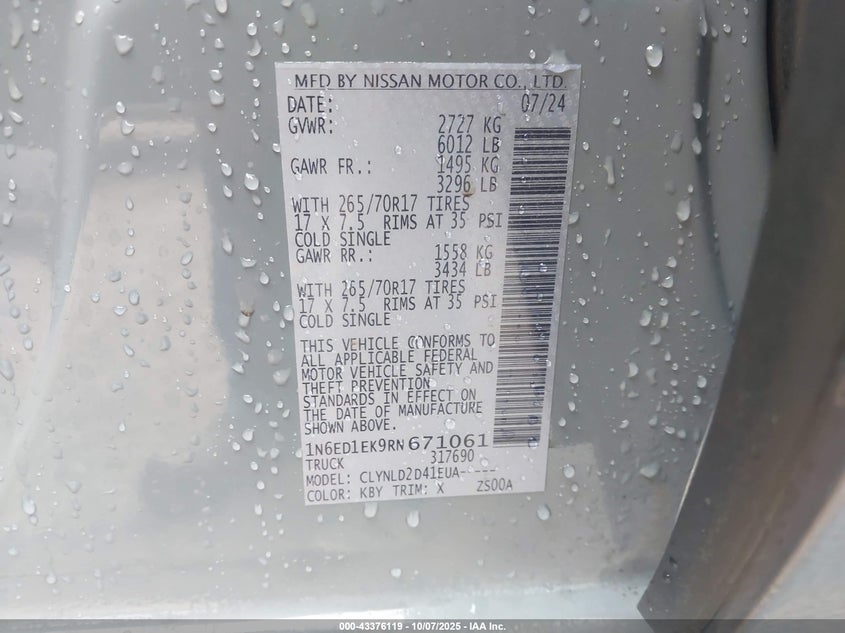 MFD BY NISSAN MOTOR CO., LTD.
DATE: 07/24
GVWR: 2727 KG
6012 LB
GAWR FR.: 1495 KG
3296 LB
WITH 265/70R17 TIRES
17 X 7.5 RIMS AT 35 PSI
COLD SINGLE
GAWR RR.: 1558 KG
3434 LB
WITH 265/70R17 TIRES
17 X 7.5 RIMS AT 35 PSI
COLD SINGLE
THIS VEHICLE CONFORMS TO
ALL APPLICABLE FEDERAL
MOTOR VEHICLE SAFETY AND
THEFT PREVENTION
STANDARDS IN EFFECT ON
THE DATE OF MANUFACTURE
SHOWN ABOVE.
1N6ED1EK9RN671061
TRUCK 317690
MODEL: CLYNLD2D41EUA-----
COLOR: KBY TRIM: X ZS00A
000-43376119 - 10/07/2025 - IAA Inc.